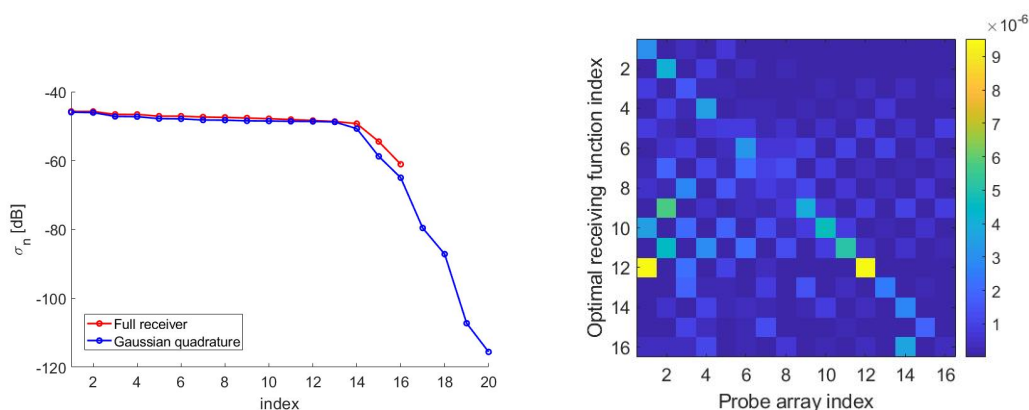 -40
-60
-80
-100
-120
σn [dB]
Full receiver
Gaussian quadrature
2 4 6 8 10 12 14 16 18 20
index
×10-6
9
8
7
6
5
4
3
2
1
Optimal receiving function index
2
4
6
8
10
12
14
16
2 4 6 8 10 12 14 16
Probe array index